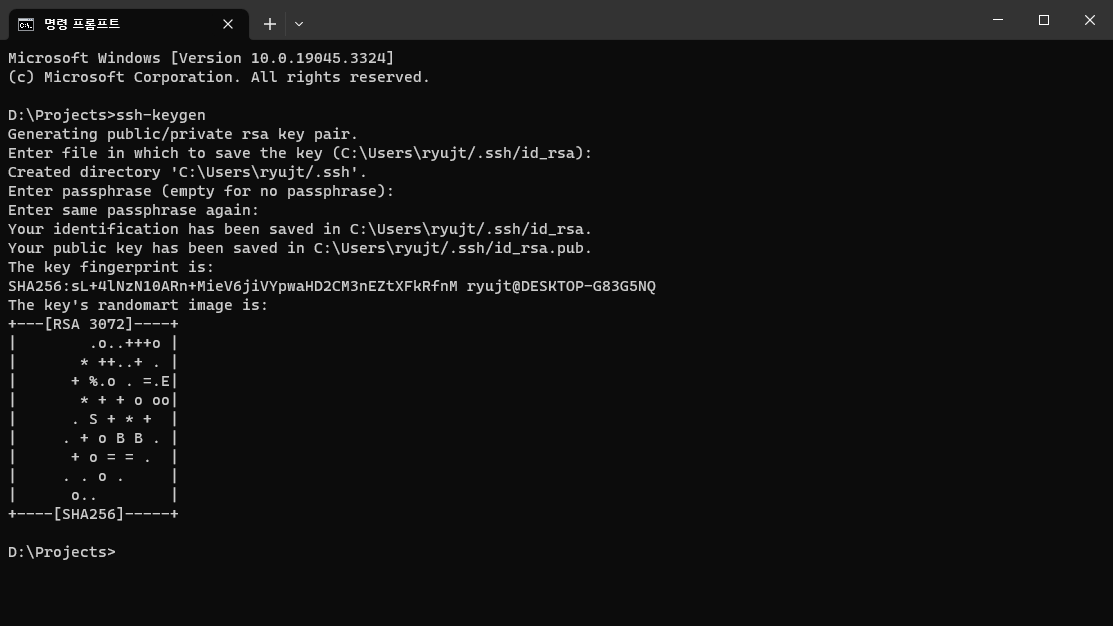 명령 프롬프트
Microsoft Windows [Version 10.0.19045.3324]
(c) Microsoft Corporation. All rights reserved.

D:\Projects>ssh-keygen
Generating public/private rsa key pair.
Enter file in which to save the key (C:\Users\ryujt/.ssh/id_rsa):
Created directory 'C:\Users\ryujt/.ssh'.
Enter passphrase (empty for no passphrase):
Enter same passphrase again:
Your identification has been saved in C:\Users\ryujt/.ssh/id_rsa.
Your public key has been saved in C:\Users\ryujt/.ssh/id_rsa.pub.
The key fingerprint is:
SHA256:sL+4lNzN10ARn+MieV6jiVYpwaHD2CM3nEZtXFkRfnM ryujt@DESKTOP-G83G5NQ
The key's randomart image is:
+---[RSA 3072]----+
|        .o..+++o |
|       * ++..+ . |
|      + %.o . =.E|
|       * + + o oo|
|      . S + * +  |
|     . + o B B . |
|      + o = = .  |
|     . . o .     |
|      o..        |
+----[SHA256]-----+

D:\Projects>